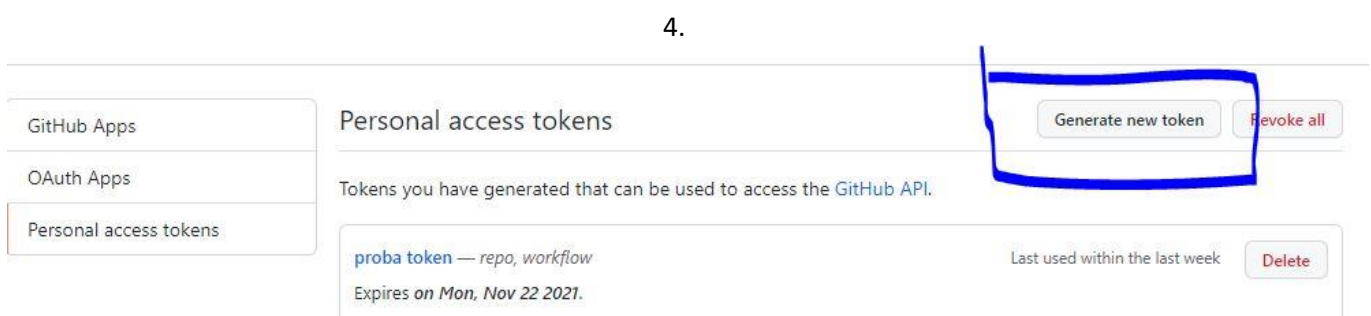 4.
GitHub Apps
OAuth Apps
Personal access tokens
Personal access tokens
Generate new token
Revoke all
Tokens you have generated that can be used to access the GitHub API.
proba token — repo, workflow
Last used within the last week
Delete
Expires on Mon, Nov 22 2021.